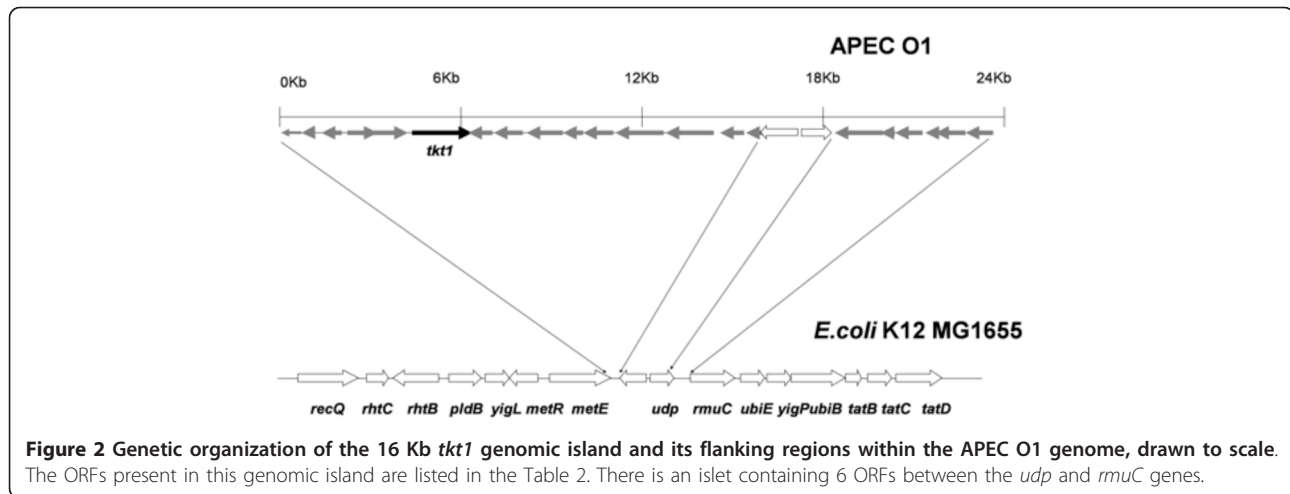 APEC O1
0Kb 6Kb 12Kb 18Kb 24Kb
tkt1
E.coli K12 MG1655
recQ rhtC rhtB pldB yigL metR metE udp rmuC ubiE yigPubiB tatB tatC tatD
Figure 2 Genetic organization of the 16 Kb tkt1 genomic island and its flanking regions within the APEC O1 genome, drawn to scale.
The ORFs present in this genomic island are listed in the Table 2. There is an islet containing 6 ORFs between the udp and rmuC genes.